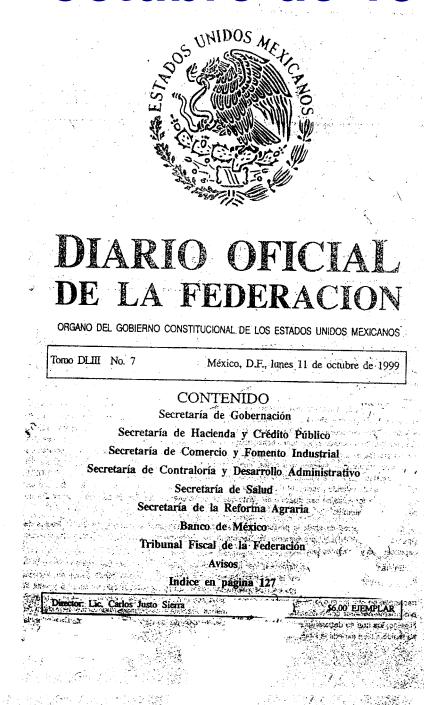 ESTADOS UNIDOS MEXICANOS
DIARIO OFICIAL
DE LA FEDERACION
ORGANO DEL GOBIERNO CONSTITUCIONAL DE LOS ESTADOS UNIDOS MEXICANOS
Tomo DLIII No. 7 México, D.F., lunes 11 de octubre de 1999
CONTENIDO
Secretaría de Gobernación
Secretaría de Hacienda y Crédito Público
Secretaría de Comercio y Fomento Industrial
Secretaría de Contraloría y Desarrollo Administrativo
Secretaría de Salud
Secretaría de la Reforma Agraria
Banco de México
Tribunal Fiscal de la Federación
Avisos
Indice en página 127
Director: Lic. Carlos Justo Sierra $6.00 EJEMPLAR